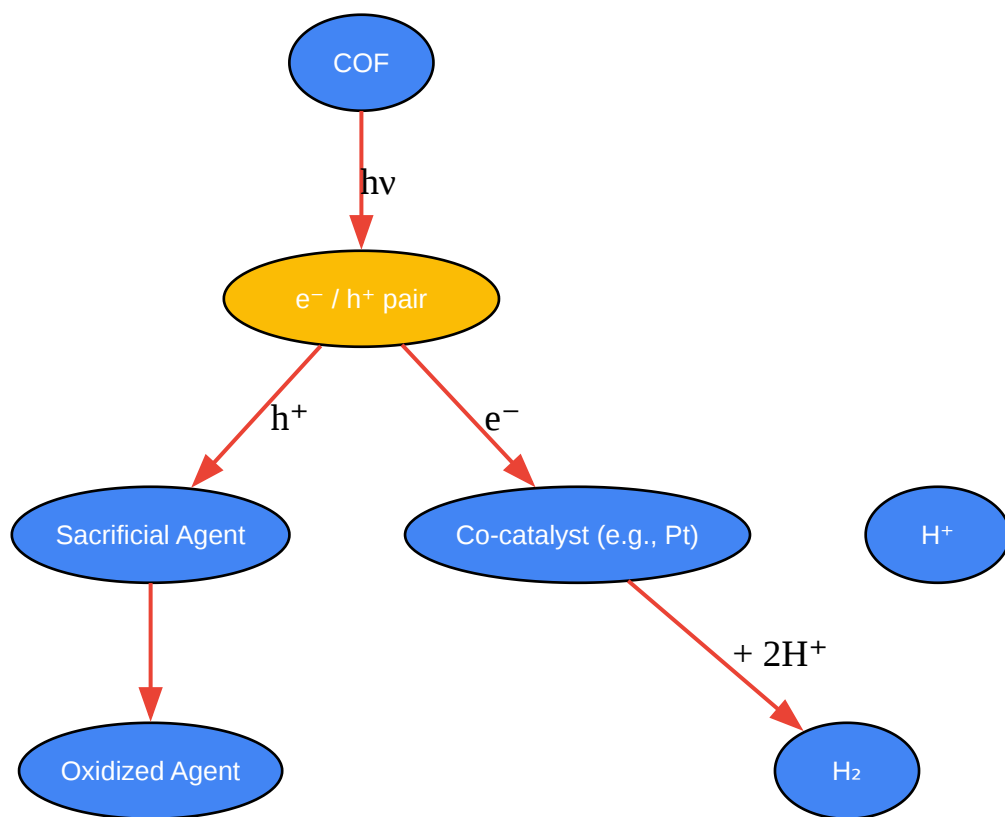 COF
hν
e⁻ / h⁺ pair
h⁺
e⁻
Sacrificial Agent
Co-catalyst (e.g., Pt)
H⁺
+ 2H⁺
Oxidized Agent
H₂